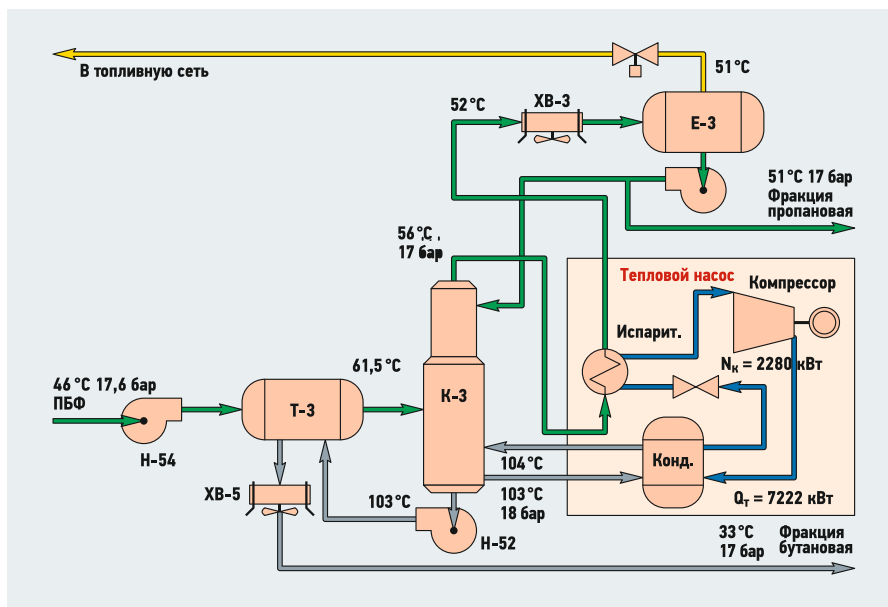 В топливную сеть
51°C
52°C
ХВ-3
Е-3
51°C 17 бар
Фракция
пропановая
56°C
17 бар
Тепловой насос
Компрессор
Испарит.
Nк = 2280 кВт
46°C 17,6 бар
ПБФ
61,5°C
Т-3
К-3
Н-54
Конд.
104°C
103°C
18 бар
Qт = 7222 кВт
ХВ-5
103°C
Н-52
33°C
17 бар
Фракция
бутановая